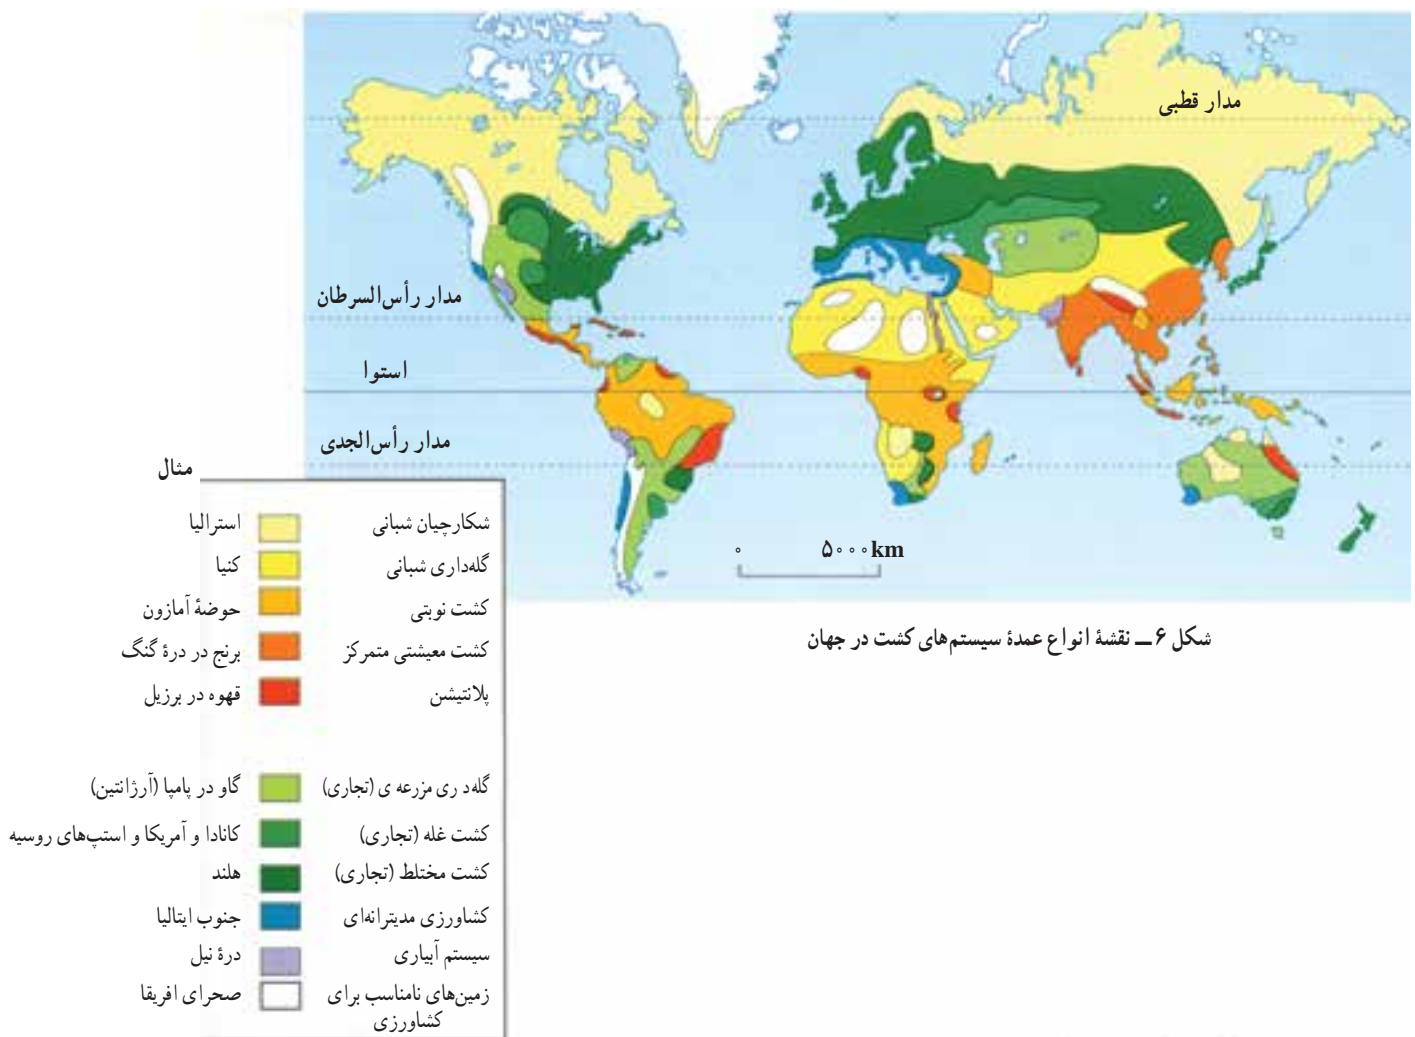 مدار قطبی
مدار رأس‌السرطان
استوا
مدار رأس‌الجدی
۰ ۵۰۰۰km
شکل ۶ــ نقشهٔ انواع عمدهٔ سیستم‌های کشت در جهان
مثال
شکارچیان شبانی استرالیا
گله‌داری شبانی کنیا
کشت نوبتی حوضهٔ آمازون
کشت معیشتی متمرکز برنج در درهٔ گنگ
پلانتیشن قهوه در برزیل
گله‌د ری مزرعه ی (تجاری) گاو در پامپا (آرژانتین)
کشت غله (تجاری) کانادا و آمریکا و استپ‌های روسیه
کشت مختلط (تجاری) هلند
کشاورزی مدیترانه‌ای جنوب ایتالیا
سیستم آبیاری درهٔ نیل
زمین‌های نامناسب برای صحرای افریقا
کشاورزی